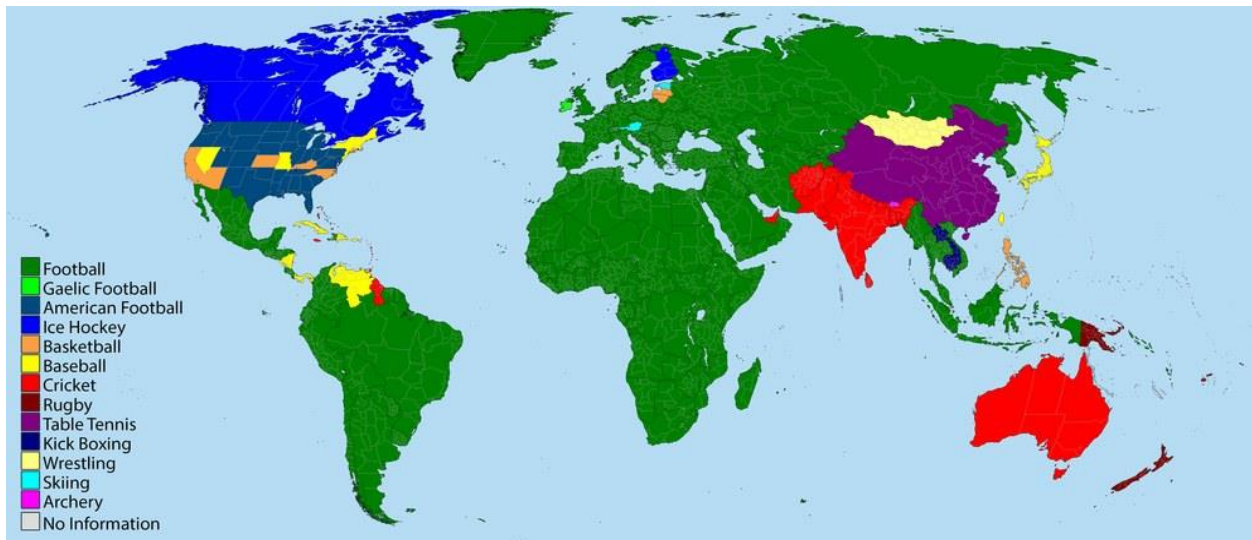 Football
Gaelic Football
American Football
Ice Hockey
Basketball
Baseball
Cricket
Rugby
Table Tennis
Kick Boxing
Wrestling
Skiing
Archery
No Information